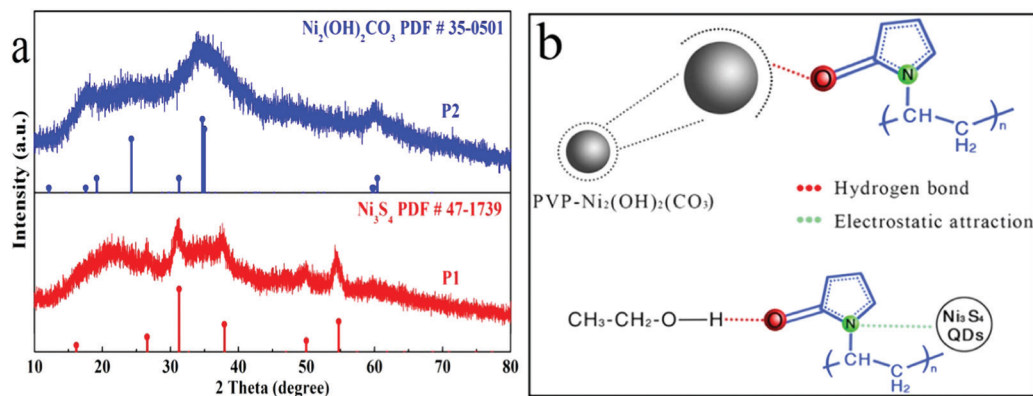 a
Ni₂(OH)₂CO₃ PDF # 35-0501
P2
Ni₃S₄ PDF # 47-1739
P1
Intensity (a.u.)
10 20 30 40 50 60 70 80
2 Theta (degree)
b
O
N
CH
C
H₂
n
PVP-Ni₂(OH)₂(CO₃)
Hydrogen bond
Electrostatic attraction
CH₃-CH₂-O-H
O
N
Ni₃S₄
QDs
CH
C
H₂
n